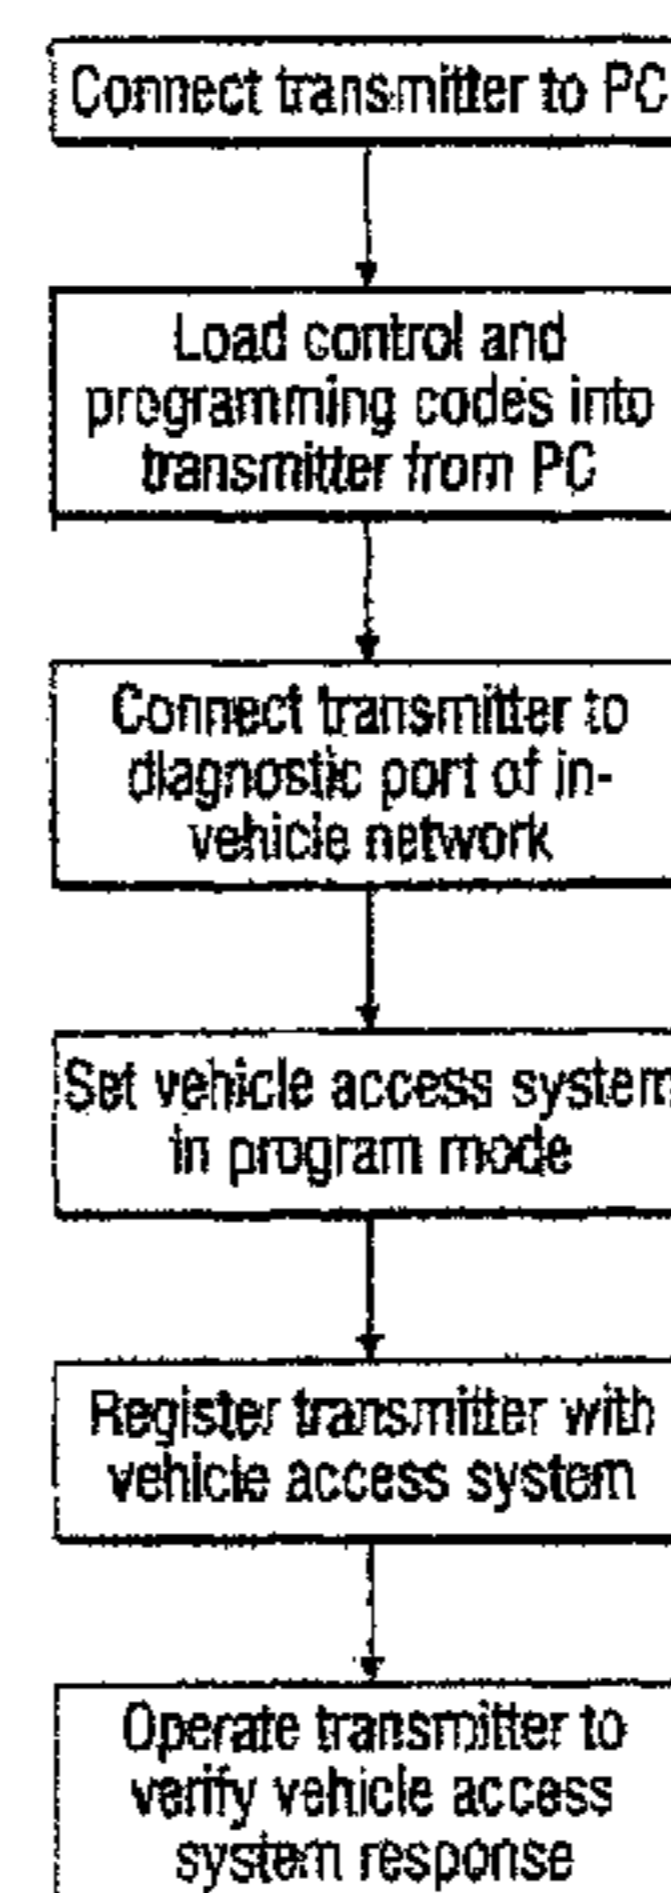 Connect transmitter to PC
Load control and
programming codes into
transmitter from PC
Connect transmitter to
diagnostic port of in-
vehicle network
Set vehicle access system
in program mode
Register transmitter with
vehicle access system
Operate transmitter to
verify vehicle access
system response